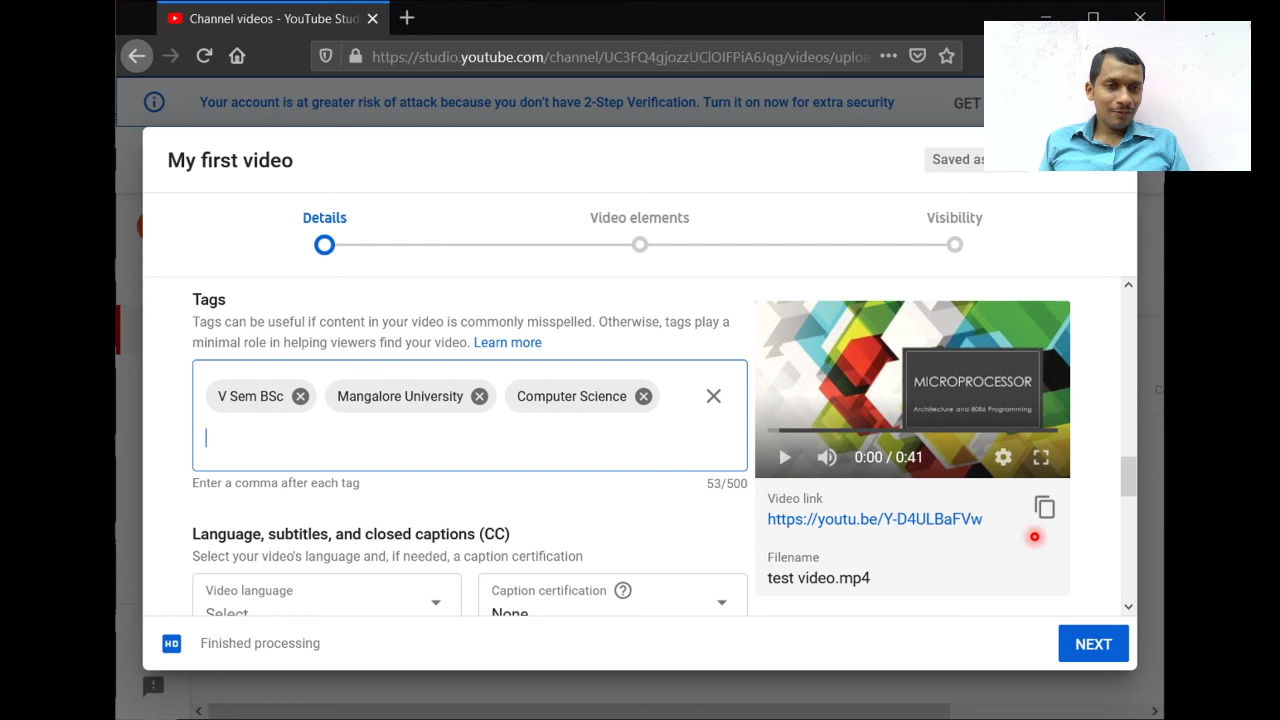 Channel videos - YouTube Stud
https://studio.youtube.com/channel/UC3FQ4gjozzUClOIFPiA6Jqg/videos/uploa
Your account is at greater risk of attack because you don't have 2-Step Verification. Turn it on now for extra security
GET
My first video
Saved as
Details
Video elements
Visibility
Tags
Tags can be useful if content in your video is commonly misspelled. Otherwise, tags play a
minimal role in helping viewers find your video. Learn more
V Sem BSc
Mangalore University
Computer Science
Enter a comma after each tag
53/500
MICROPROCESSOR
Architecture and 8086 Programming
0:00 / 0:41
Video link
https://youtu.be/Y-D4ULBaFVw
Filename
test video.mp4
Language, subtitles, and closed captions (CC)
Select your video's language and, if needed, a caption certification
Video language
Select
Caption certification
None
HD
Finished processing
NEXT